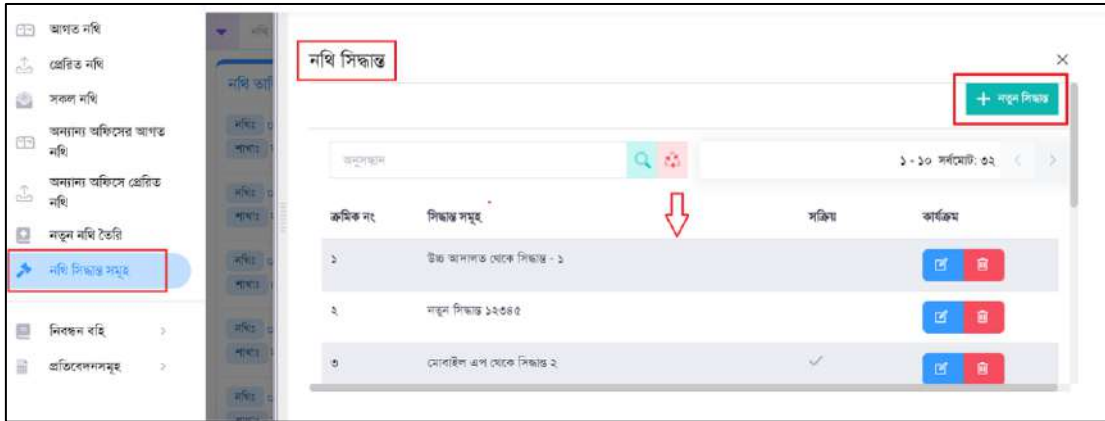 আগত নথি
প্রেরিত নথি
সকল নথি
অন্যান্য অফিসের আগত
নথি
অন্যান্য অফিসে প্রেরিত
নথি
নতুন নথি তৈরি
নথি সিদ্ধান্ত সমূহ
নিবন্ধন বহি
প্রতিবেদনসমূহ
নথি সিদ্ধান্ত
+ নতুন সিদ্ধান্ত
অনুসন্ধান
১ - ১০ সর্বমোট: ৩২
ক্রমিক নং সিদ্ধান্ত সমূহ সক্রিয় কার্যক্রম
১ উচ্চ আদালত থেকে সিদ্ধান্ত - ১
২ নতুন সিদ্ধান্ত ১২৩৪৫
৩ মোবাইল এপ থেকে সিদ্ধান্ত ২